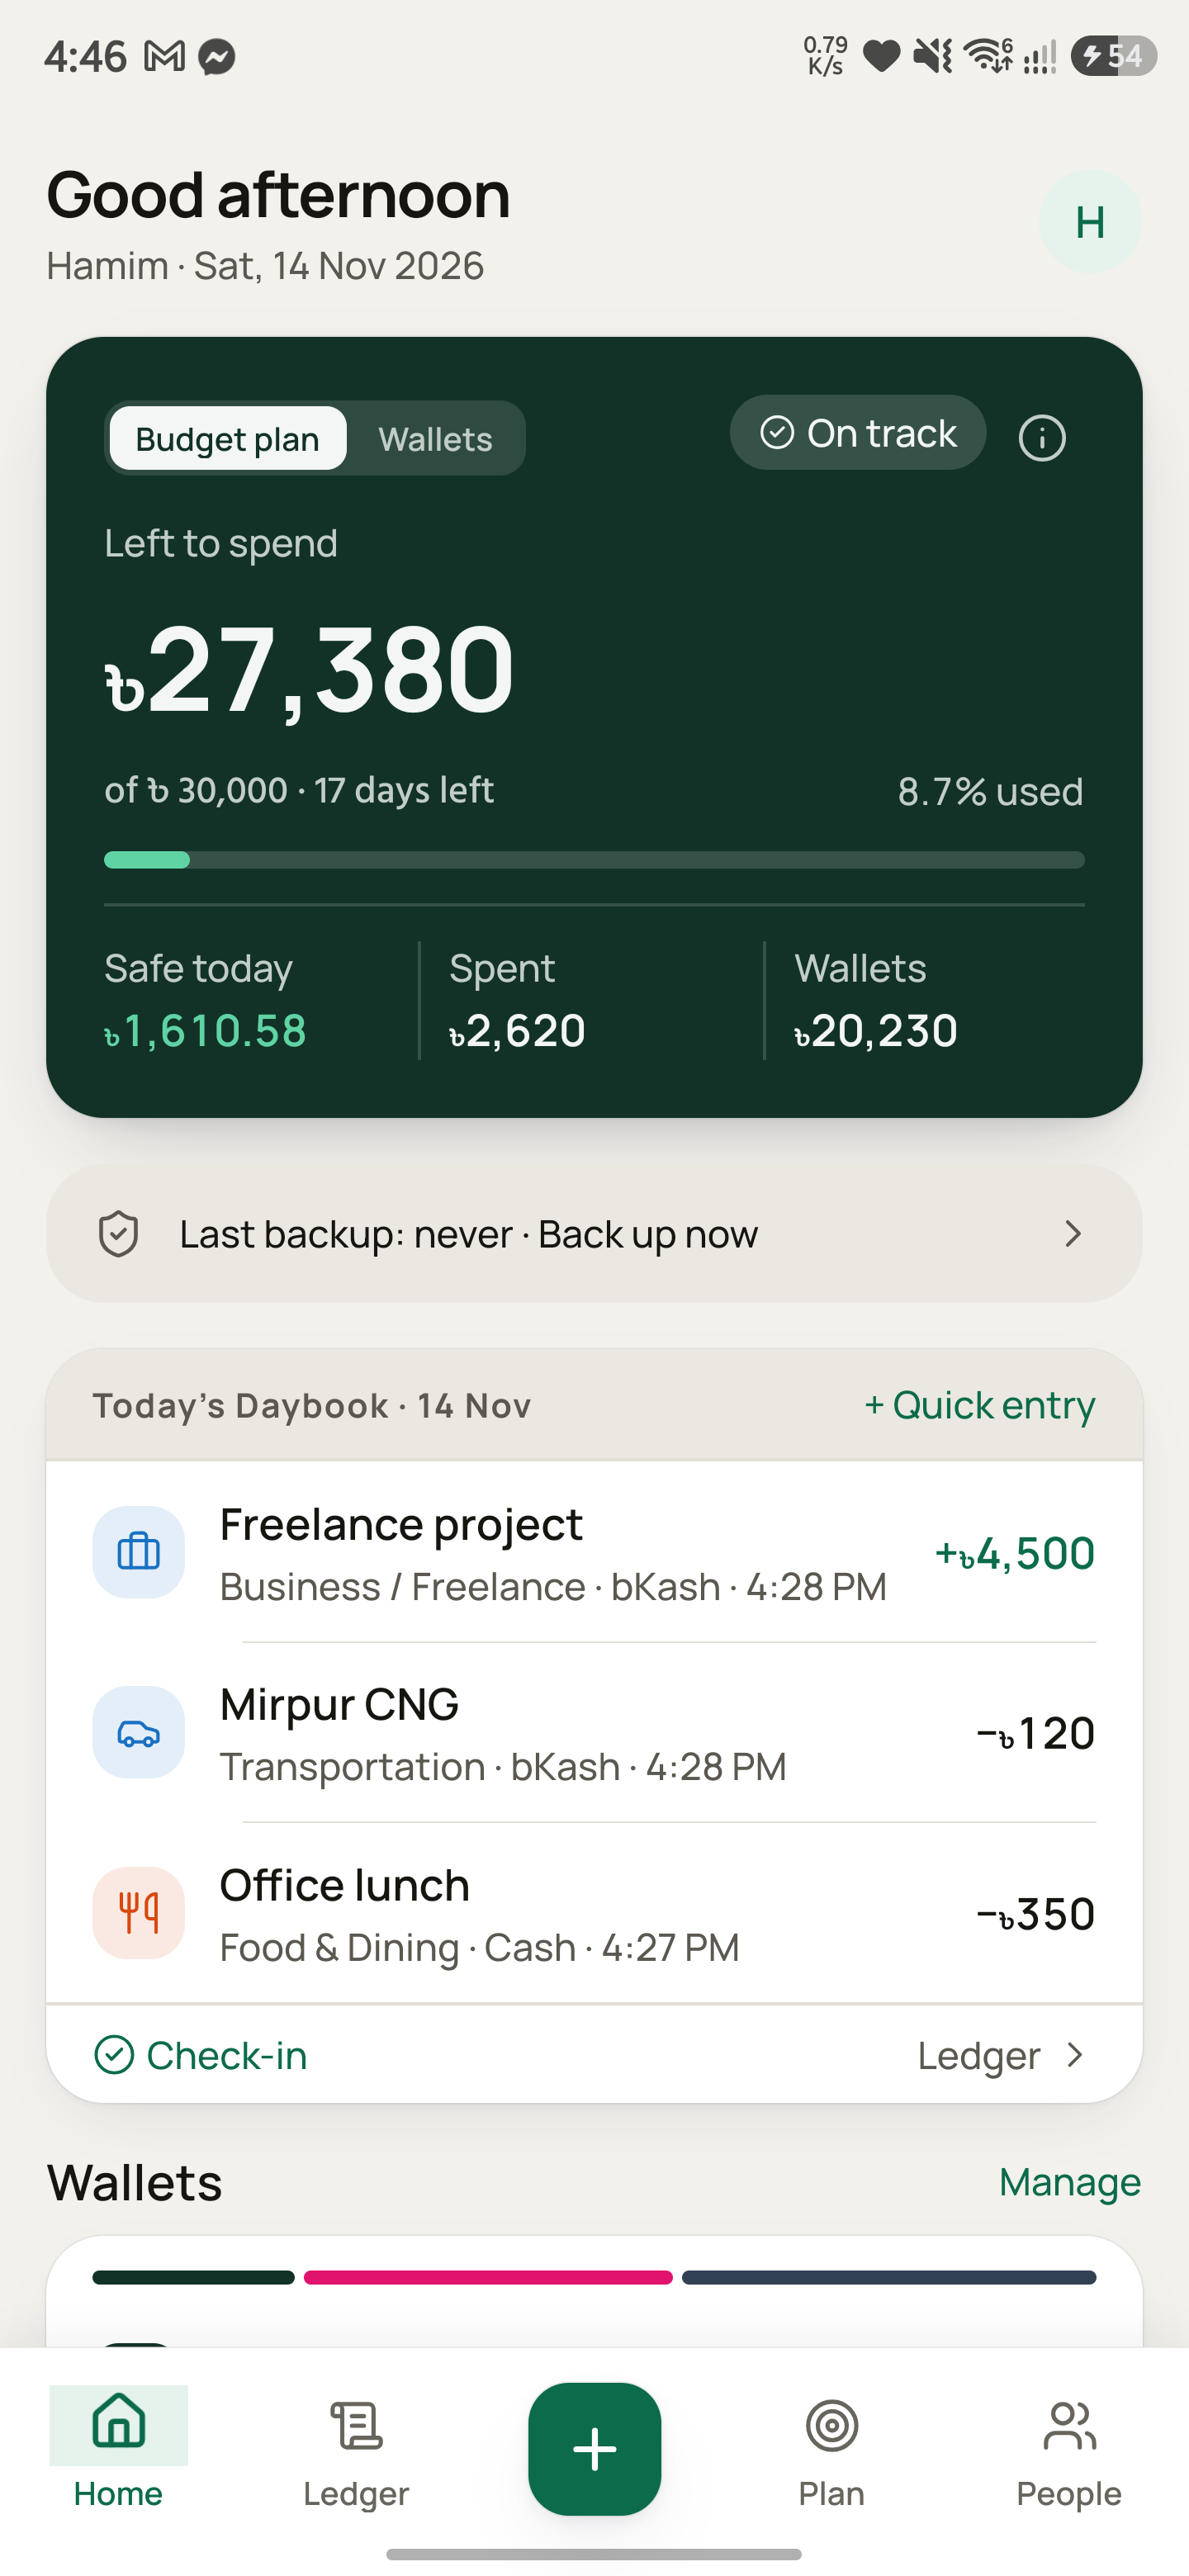 4:46
0.79
K/s
6
54
Good afternoon
H
Hamim · Sat, 14 Nov 2026
Budget plan
Wallets
On track
Left to spend
৳27,380
of ৳ 30,000 · 17 days left
8.7% used
Safe today
Spent
Wallets
৳1,610.58
৳2,620
৳20,230
Last backup: never · Back up now
Today's Daybook · 14 Nov
+ Quick entry
Freelance project
+৳4,500
Business / Freelance · bKash · 4:28 PM
Mirpur CNG
−৳120
Transportation · bKash · 4:28 PM
Office lunch
−৳350
Food & Dining · Cash · 4:27 PM
Check-in
Ledger
Wallets
Manage
Home
Ledger
Plan
People